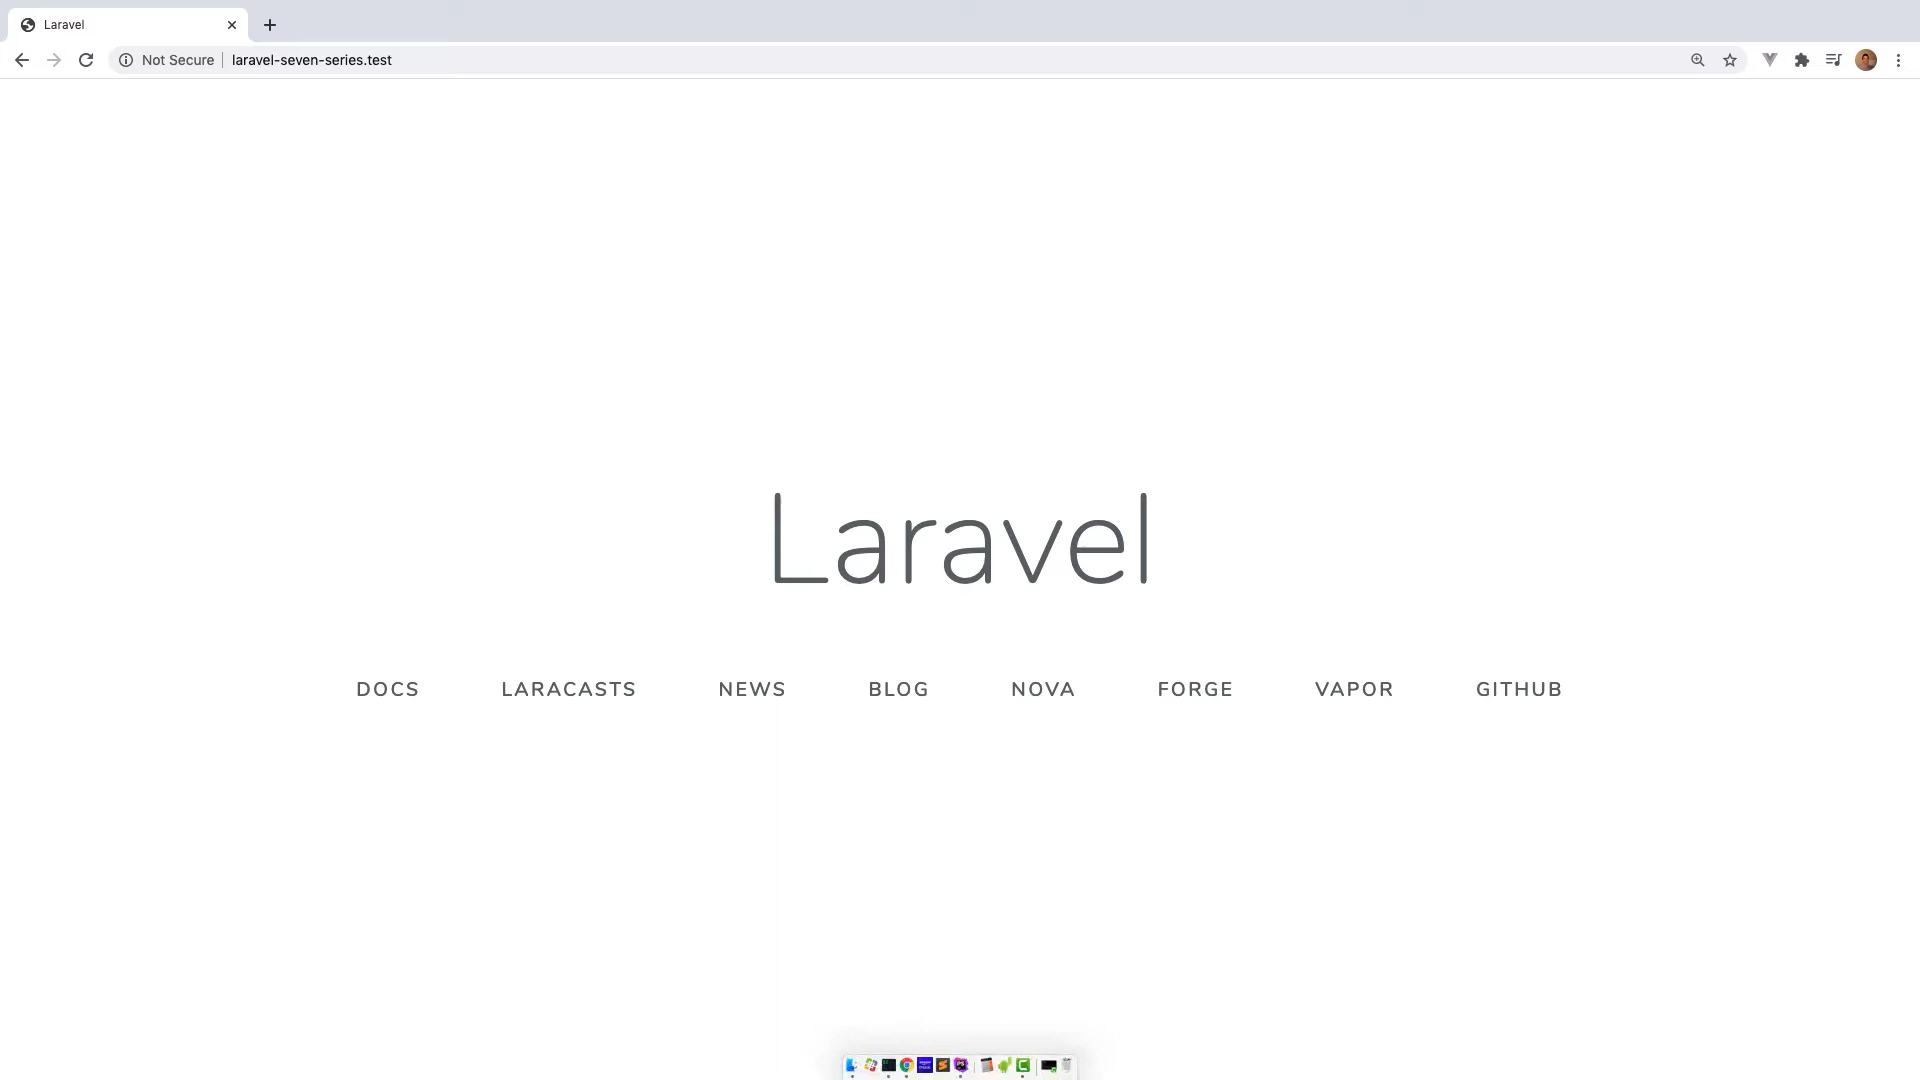 Laravel
Not Secure laravel-seven-series.test
Laravel
DOCS LARACASTS NEWS BLOG NOVA FORGE VAPOR GITHUB